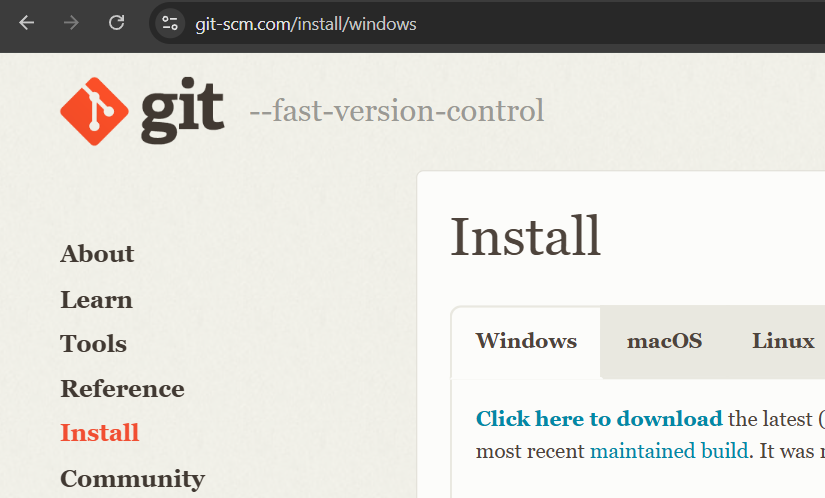 git-scm.com/install/windows
git --fast-version-control
About
Learn
Tools
Reference
Install
Community
Install
Windows macOS Linux
Click here to download the latest (
most recent maintained build. It was